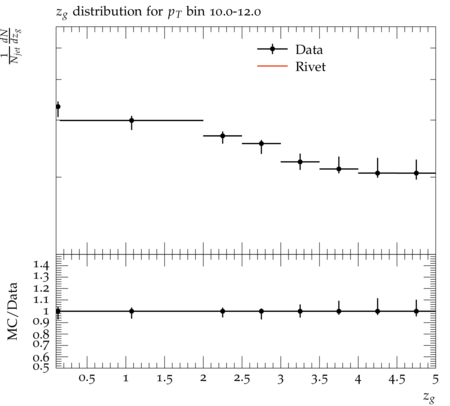 z_g distribution for p_T bin 10.0-12.0
1/N_jet dN/dz_g
Data
Rivet
MC/Data
1.4
1.3
1.2
1.1
1
0.9
0.8
0.7
0.6
0.5
0.5 1 1.5 2 2.5 3 3.5 4 4.5 5
z_g